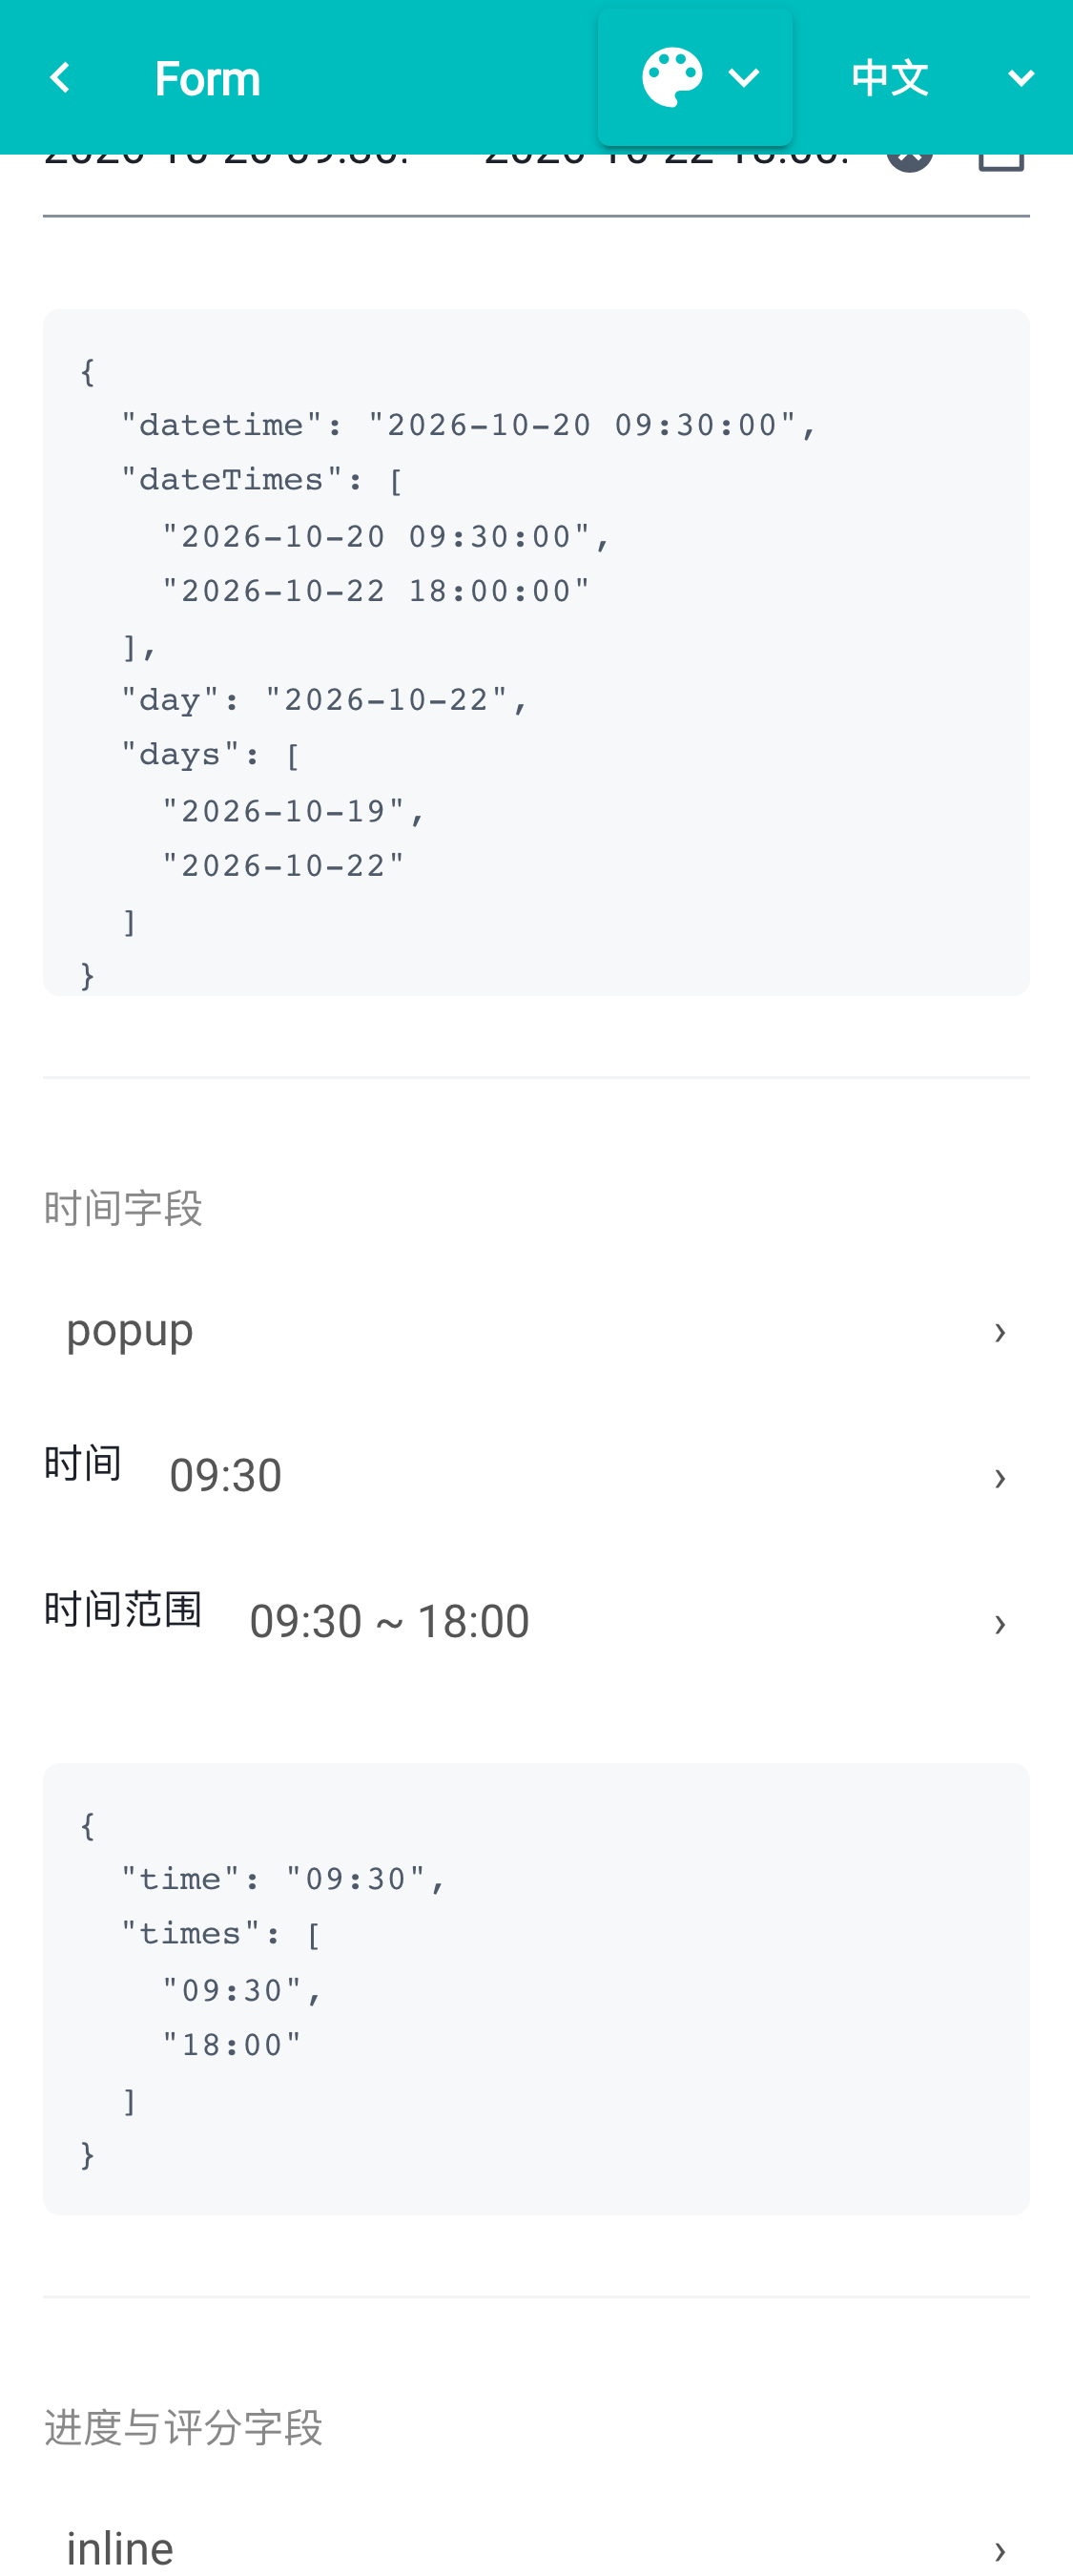 Form
中文
{
"datetime": "2026-10-20 09:30:00",
"dateTimes": [
"2026-10-20 09:30:00",
"2026-10-22 18:00:00"
],
"day": "2026-10-22",
"days": [
"2026-10-19",
"2026-10-22"
]
}
时间字段
popup
时间 09:30
时间范围 09:30 ~ 18:00
{
"time": "09:30",
"times": [
"09:30",
"18:00"
]
}
进度与评分字段
inline